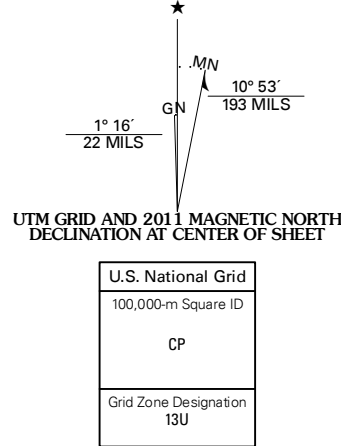 ★
MN
GN
10° 53´
193 MILS
1° 16´
22 MILS
UTM GRID AND 2011 MAGNETIC NORTH
DECLINATION AT CENTER OF SHEET
U.S. National Grid
100,000-m Square ID
CP
Grid Zone Designation
13U